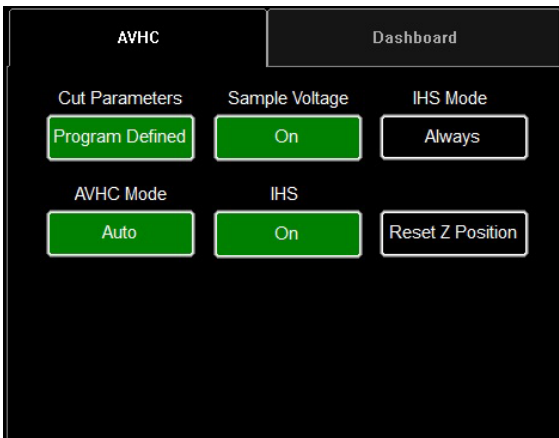 AVHC
Dashboard
Cut Parameters
Sample Voltage
IHS Mode
Program Defined
On
Always
AVHC Mode
IHS
Auto
On
Reset Z Position